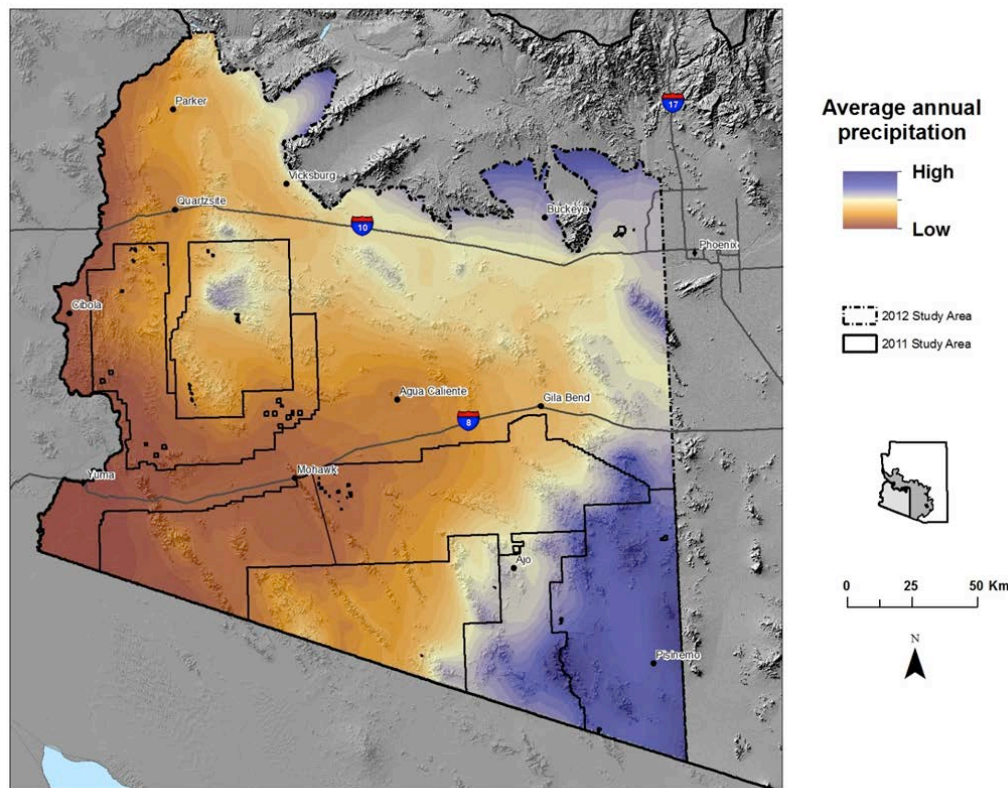 17
Parker
Vicksburg
Quartzsite
10
Buckeye
Phoenix
Cibola
Agua Caliente
Gila Bend
8
Yuma
Mohawk
Ajo
Pisinemo
Average annual
precipitation
High
Low
2012 Study Area
2011 Study Area
0 25 50 Km
N